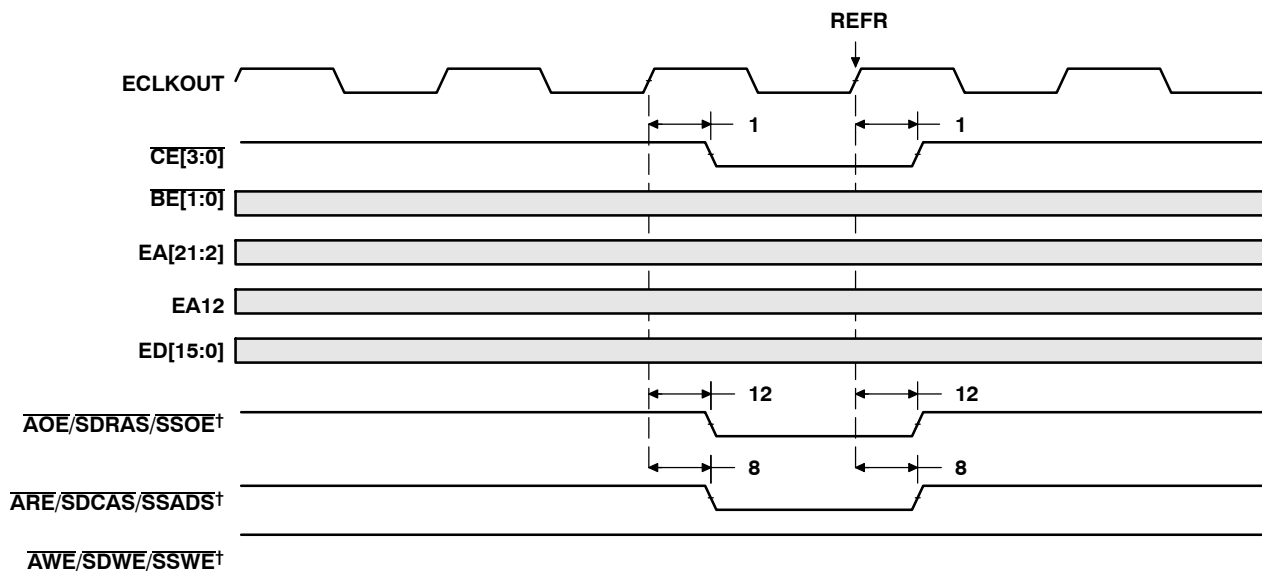 REFR
ECLKOUT
1 1
CE[3:0]
BE[1:0]
EA[21:2]
EA12
ED[15:0]
12 12
AOE/SDRAS/SSOE†
8 8
ARE/SDCAS/SSADS†
AWE/SDWE/SSWE†